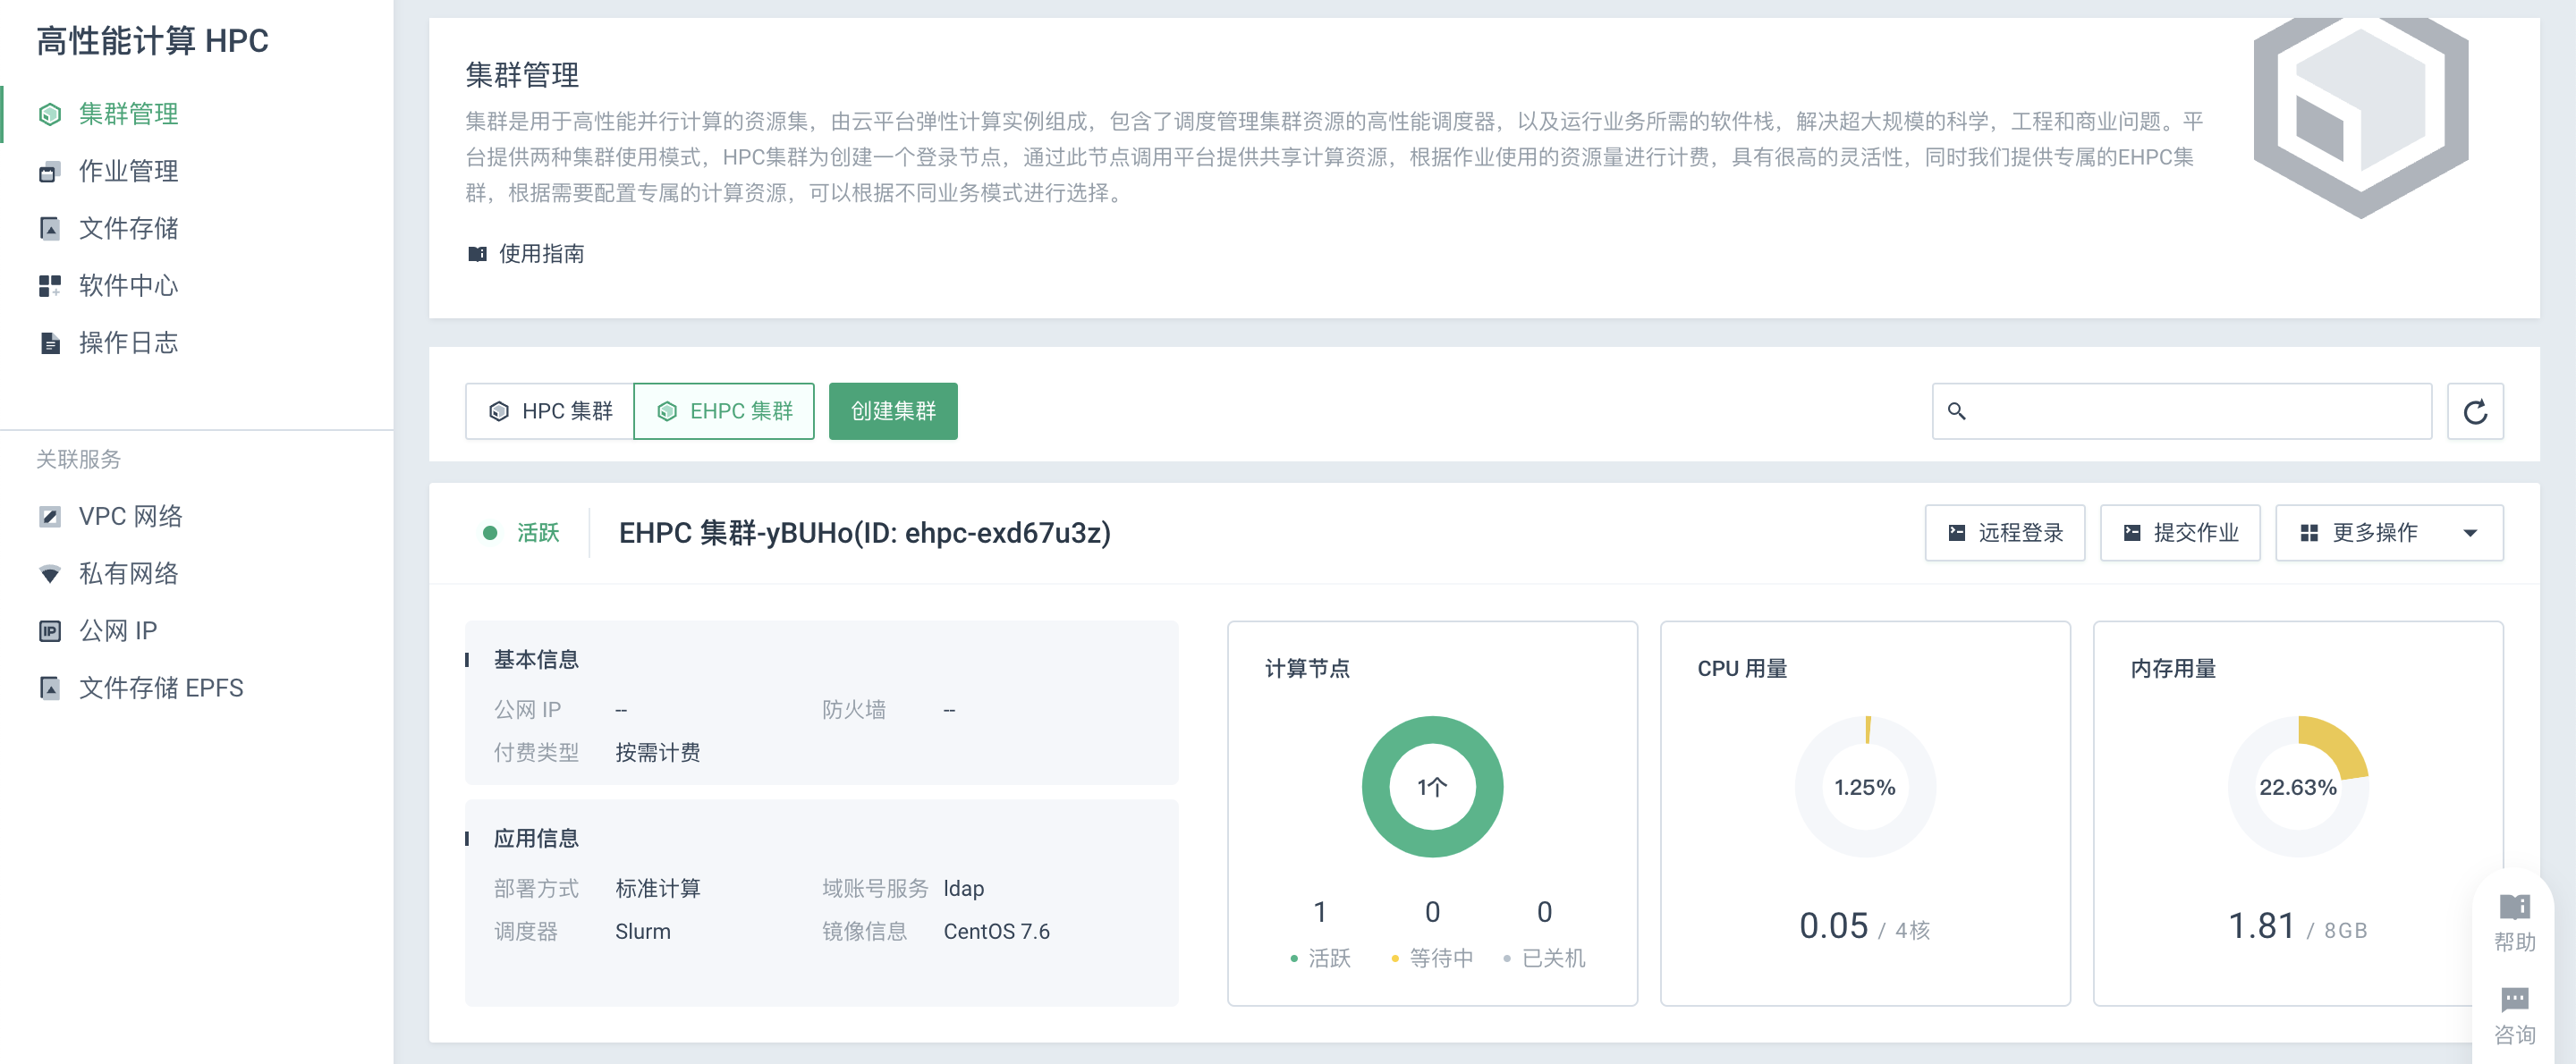 高性能计算 HPC
集群管理
作业管理
文件存储
软件中心
操作日志
关联服务
VPC 网络
私有网络
公网 IP
文件存储 EPFS
集群管理
集群是用于高性能并行计算的资源集，由云平台弹性计算实例组成，包含了调度管理集群资源的高性能调度器，以及运行业务所需的软件栈，解决超大规模的科学，工程和商业问题。平
台提供两种集群使用模式，HPC集群为创建一个登录节点，通过此节点调用平台提供共享计算资源，根据作业使用的资源量进行计费，具有很高的灵活性，同时我们提供专属的EHPC集
群，根据需要配置专属的计算资源，可以根据不同业务模式进行选择。
使用指南
HPC 集群 EHPC 集群 创建集群
活跃 EHPC 集群-yBUHo(ID: ehpc-exd67u3z) 远程登录 提交作业 更多操作
基本信息
公网 IP -- 防火墙 --
付费类型 按需计费
应用信息
部署方式 标准计算 域账号服务 ldap
调度器 Slurm 镜像信息 CentOS 7.6
计算节点
1个
1 0 0
活跃 等待中 已关机
CPU 用量
1.25%
0.05 / 4核
内存用量
22.63%
1.81 / 8GB
IP
帮助
咨询